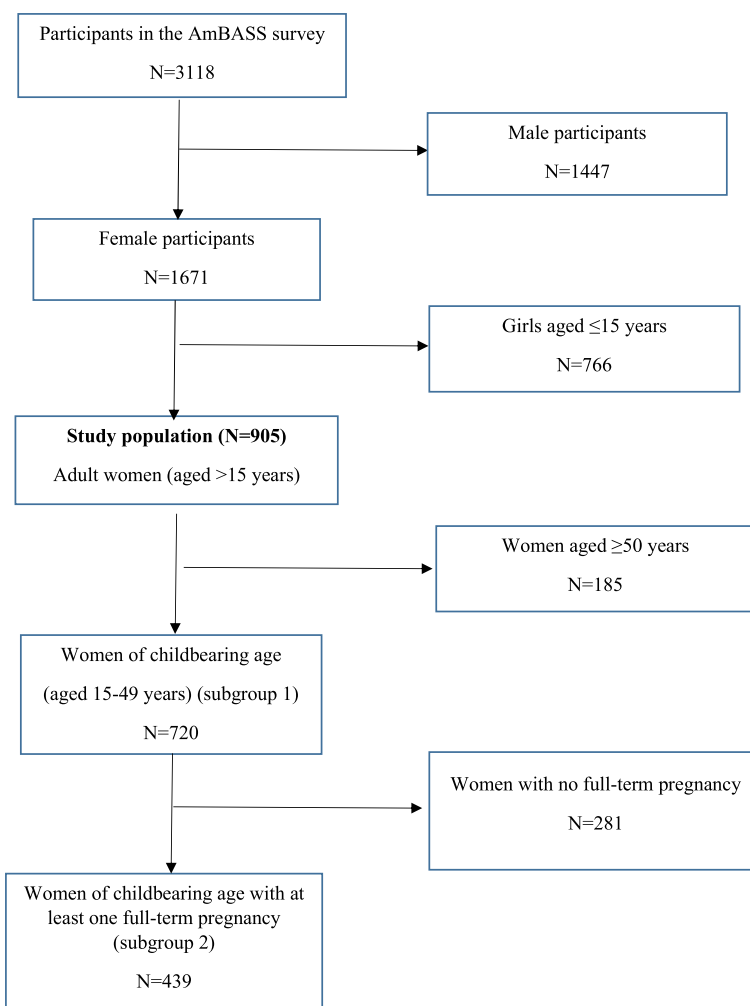 Participants in the AmBASS survey
N=3118
Male participants
N=1447
Female participants
N=1671
Girls aged ≤15 years
N=766
Study population (N=905)
Adult women (aged >15 years)
Women aged ≥50 years
N=185
Women of childbearing age
(aged 15-49 years) (subgroup 1)
N=720
Women with no full-term pregnancy
N=281
Women of childbearing age with at
least one full-term pregnancy
(subgroup 2)
N=439